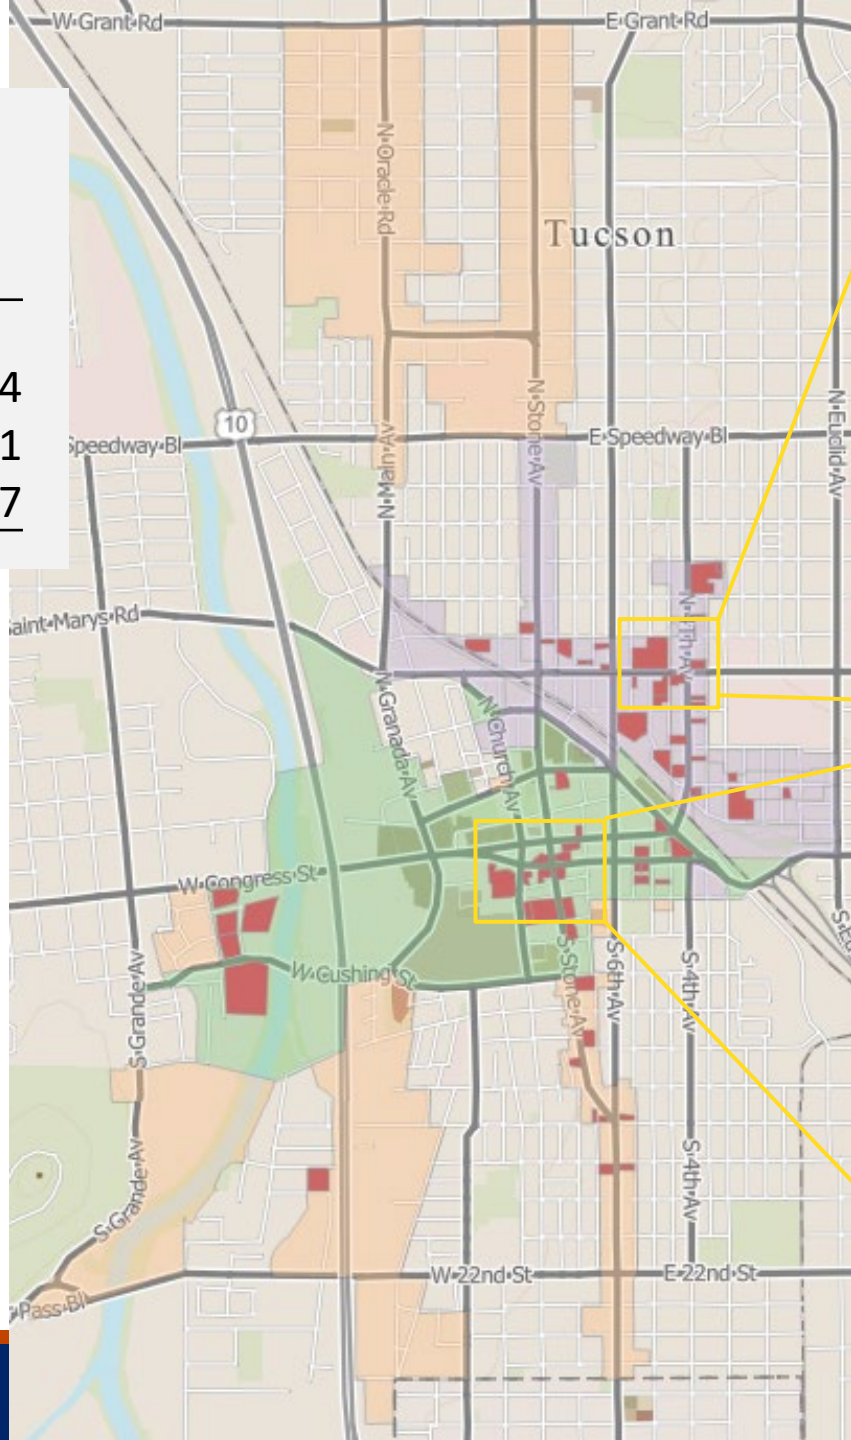 W Grant Rd
E Grant Rd
N Oracle Rd
Tucson
4
1
7
10
N Stone Av
N Euclid Av
Speedway Bl
E Speedway Bl
N Main Av
Saint Marys Rd
N 4Th Av
N Granada Av
N Church Av
W Congress St
W Cushing St
S Stone Av
S 6th Av
S 4th Av
S Grande Av
S 4th Av
S Grande Av
W 22nd St
E 22nd St
Pass Bl